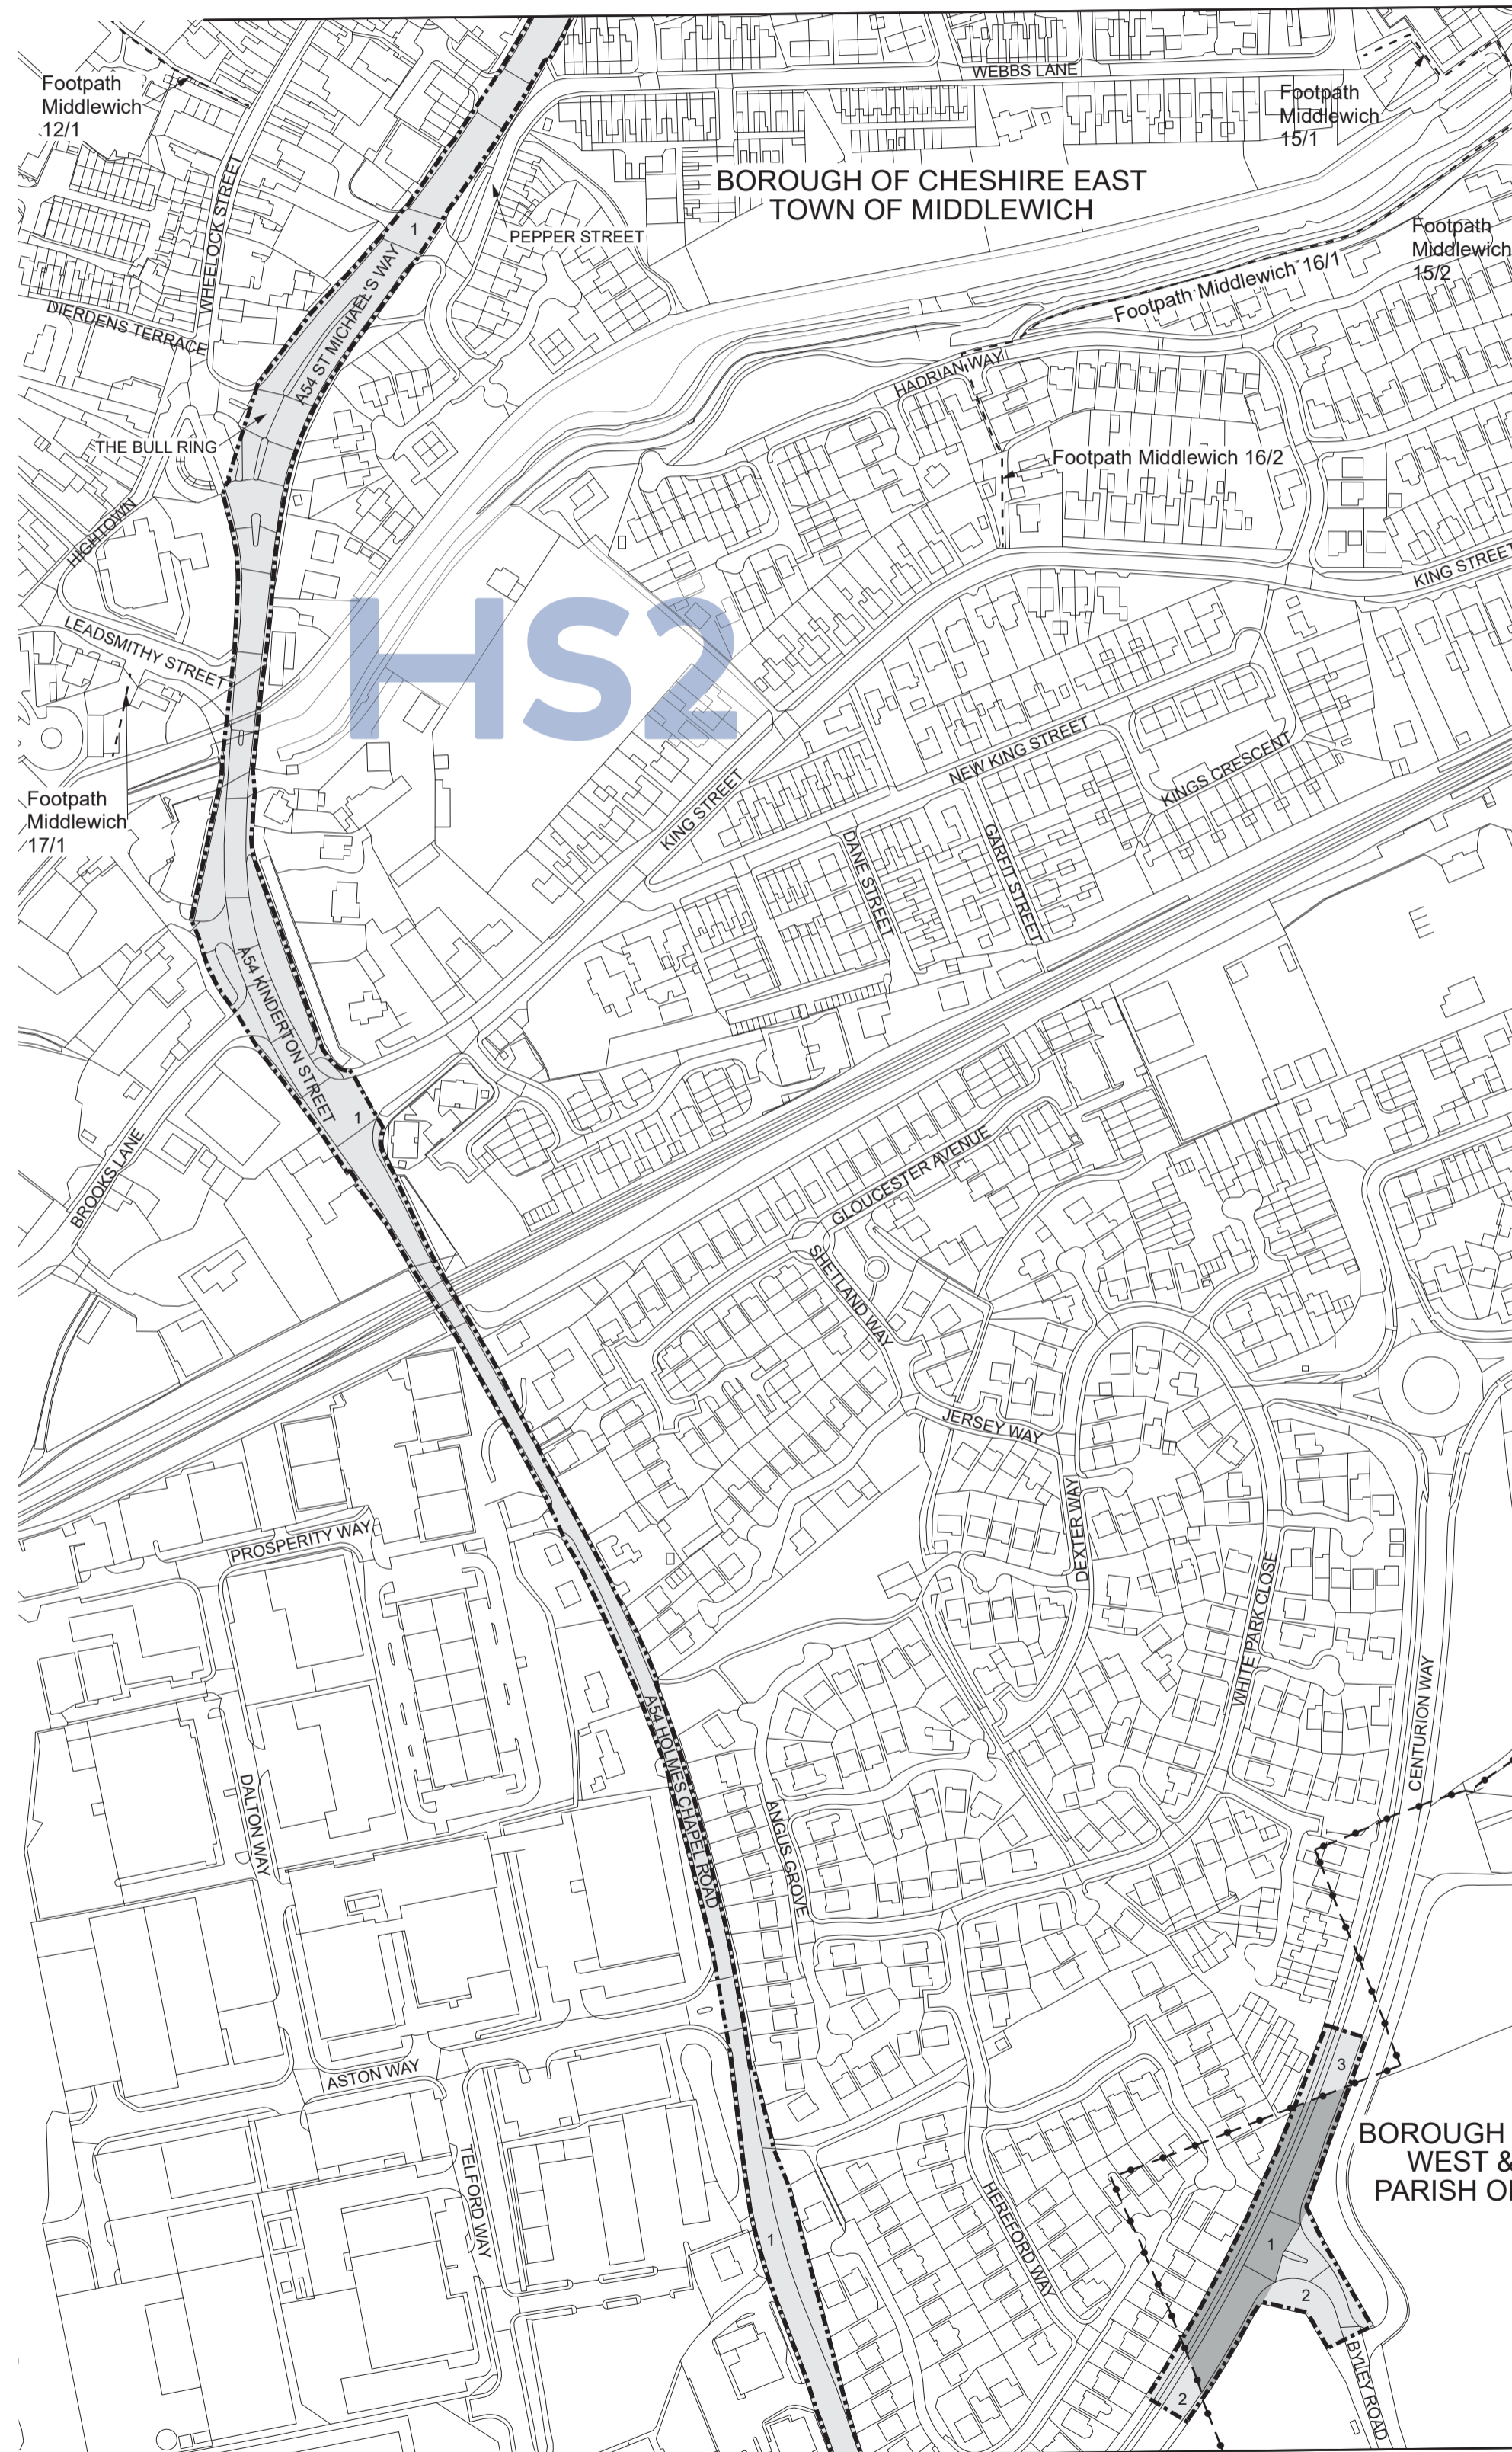 WEBBS LANE
Footpath
Middlewich
12/1
Footpath
Middlewich
15/1
BOROUGH OF CHESHIRE EAST
TOWN OF MIDDLEWICH
WHEELOCK STREET
1
PEPPER STREET
Footpath
Middlewich
15/2
A54 ST MICHAEL'S WAY
Footpath Middlewich 16/1
DIERDENS TERRACE
HADRIAN WAY
THE BULL RING
Footpath Middlewich 16/2
HIGHTOWN
KING STREET
HS2
LEADSMITHY STREET
NEW KING STREET
KINGS CRESCENT
Footpath
Middlewich
17/1
KING STREET
DANE STREET
GARFIT STREET
A54 KINDERTON STREET
1
BROOKS LANE
GLOUCESTER AVENUE
SHETLAND WAY
JERSEY WAY
DEXTER WAY
PROSPERITY WAY
WHITE PARK CLOSE
CENTURION WAY
A54 HOLMES CHAPEL ROAD
DALTON WAY
ANGUS GROVE
ASTON WAY
3
TELFORD WAY
BOROUGH
WEST &
PARISH OF
HEREFORD WAY
1
1
2
BYLEY ROAD
2